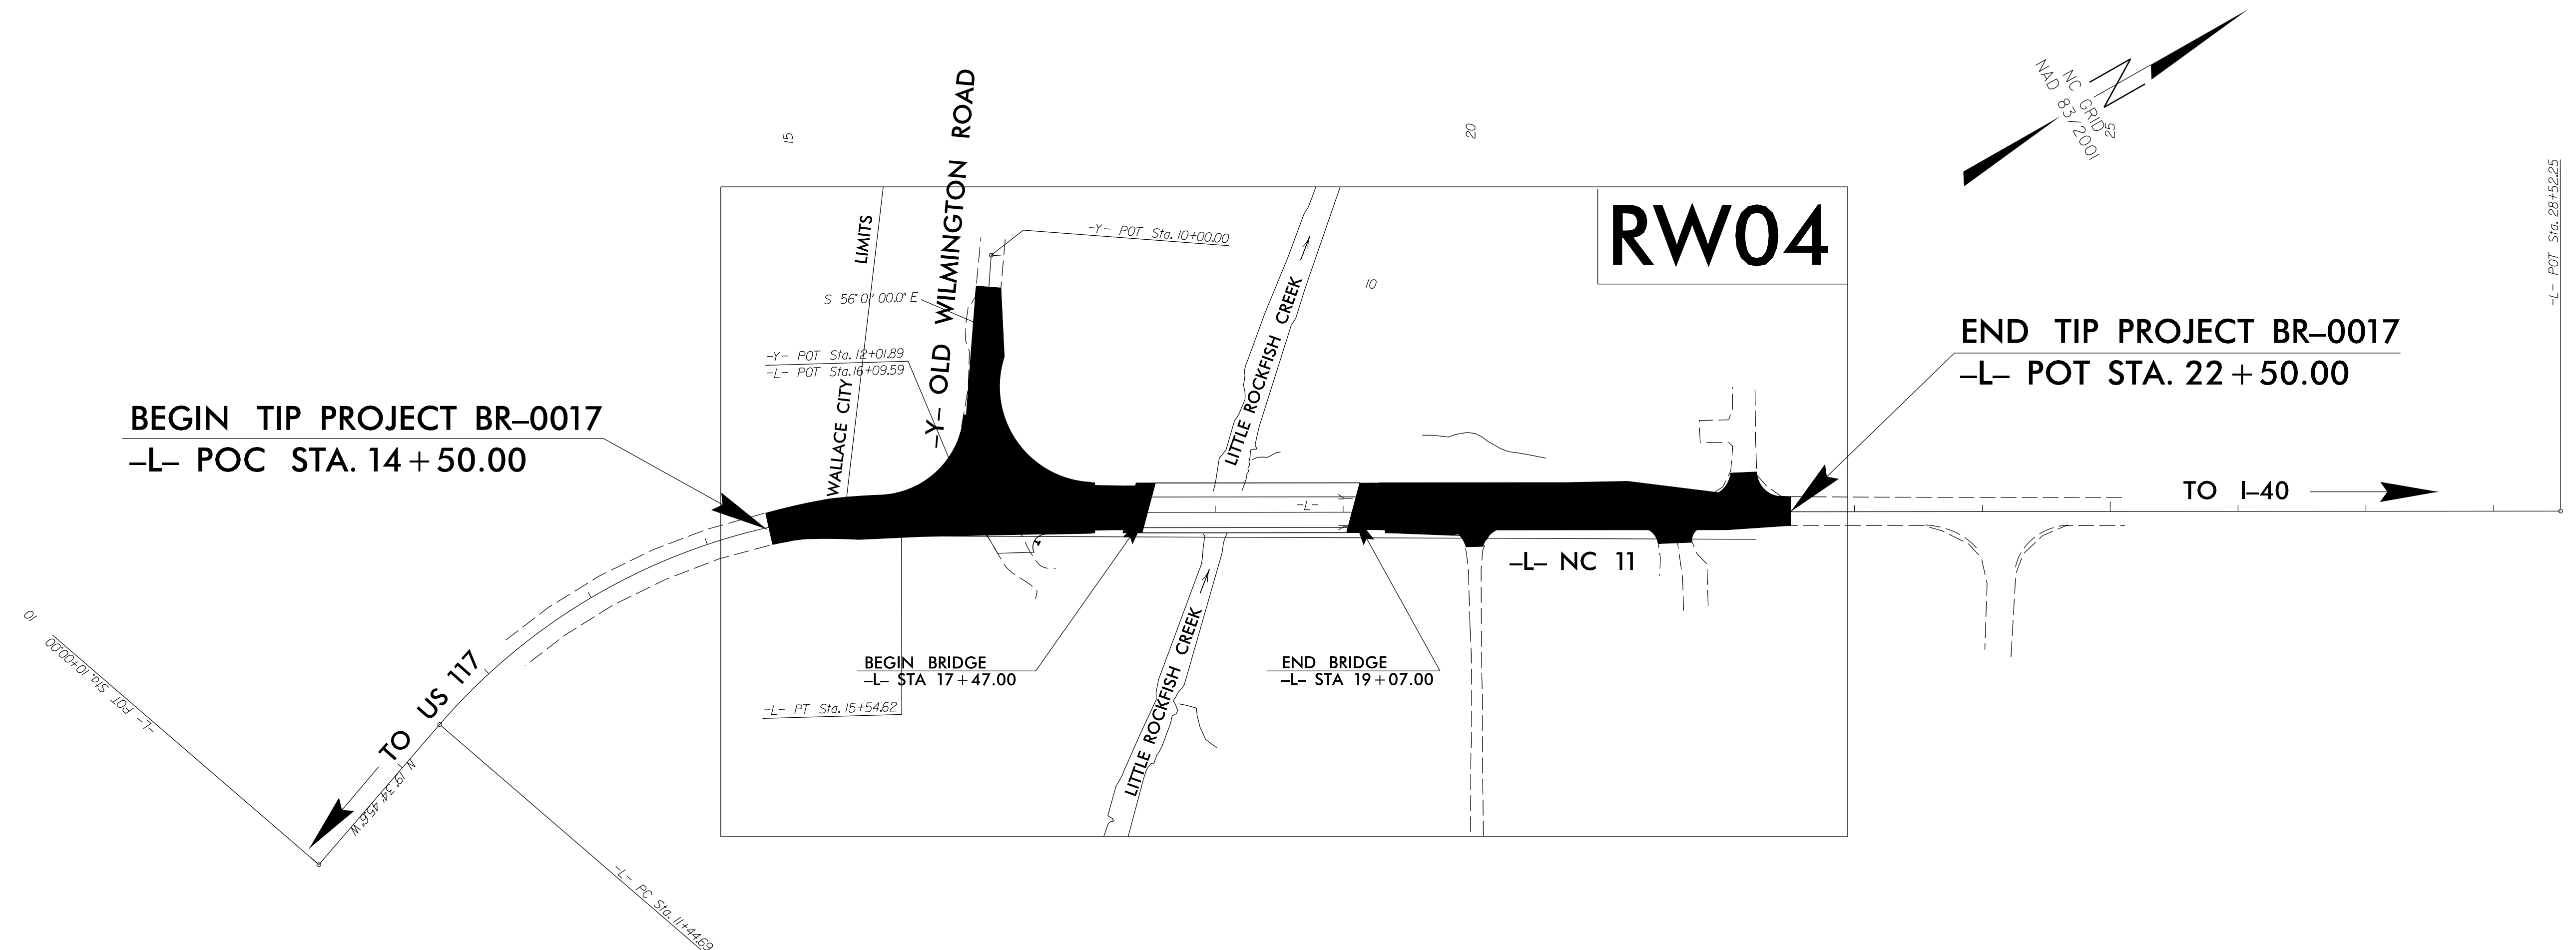 15
20
N
NC GRID
NAD 83/2001
25
-L- POT Sta. 28+52.25
RW04
LIMITS
WALLACE CITY
-Y- OLD WILMINGTON ROAD
-Y- POT Sta. 10+00.00
S 56° 01' 00.0" E
10
-Y- POT Sta. 12+01.89
-L- POT Sta. 16+09.59
LITTLE ROCKFISH CREEK
END TIP PROJECT BR-0017
-L- POT STA. 22+50.00
BEGIN TIP PROJECT BR-0017
-L- POC STA. 14+50.00
TO I-40
-L-
-L- NC 11
BEGIN BRIDGE
-L- STA 17+47.00
END BRIDGE
-L- STA 19+07.00
-L- PT Sta. 15+54.62
LITTLE ROCKFISH CREEK
10
-L- POT Sta. 10+00.00
TO US 117
N 19° 34' 45.6" W
-L- PC Sta. 11+44.69